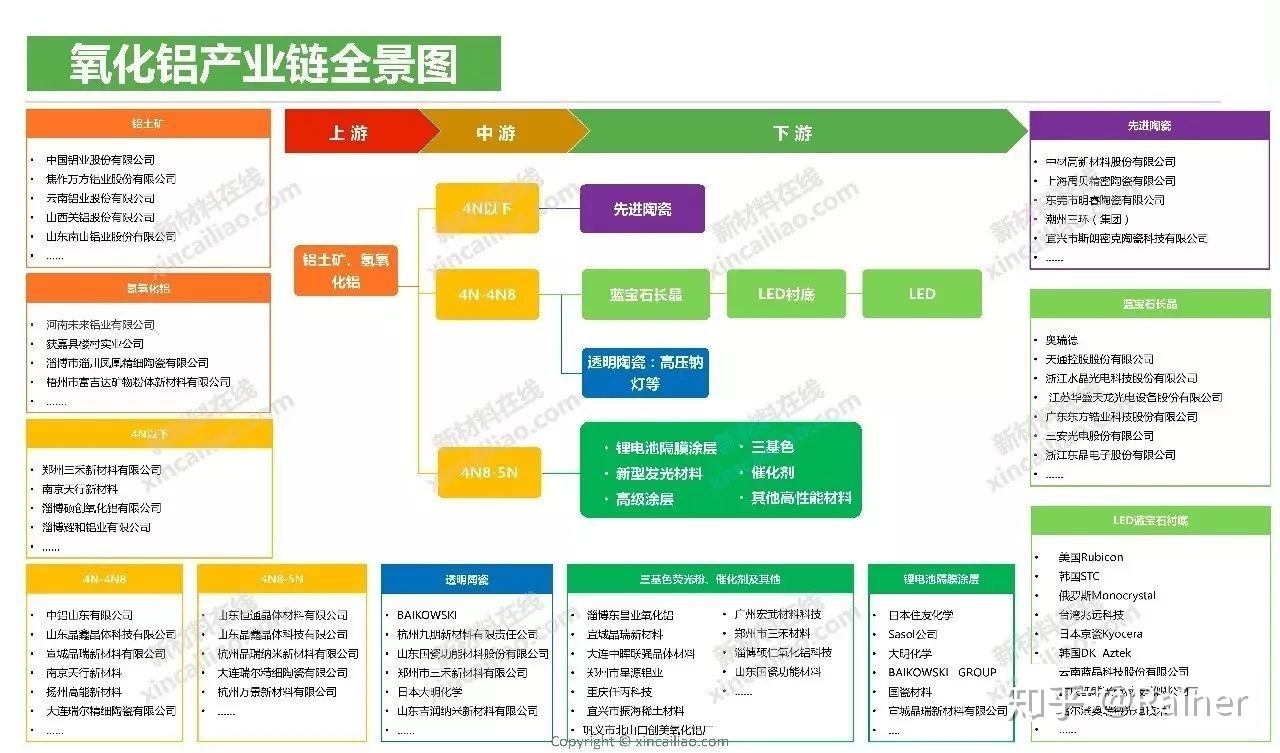 氧化铝产业链全景图
铝土矿
· 中国铝业股份有限公司
· 焦作万方铝业股份有限公司
· 云南铝业股份有限公司
· 山西关铝股份有限公司
· 山东南山铝业股份有限公司
· ......
氢氧化铝
· 河南未来铝业有限公司
· 获嘉县楼村实业公司
· 淄博市淄川凤凰精细陶瓷有限公司
· 梧州市富吉达矿物粉体新材料有限公司
· .......
4N以下
· 郑州三禾新材料有限公司
· 南京天行新材料
· 淄博硕创氧化铝有限公司
· 淄博 和铝业有限公司
· ......
上游
中游
下游
铝土矿、氢氧
化铝
4N以下
先进陶瓷
4N-4N8
蓝宝石长晶
LED衬底
LED
透明陶瓷：高压钠
灯等
4N8-5N
· 锂电池隔膜涂层
· 新型发光材料
· 高级涂层
· 三基色
· 催化剂
· 其他高性能材料
先进陶瓷
· 中材高新材料股份有限公司
· 上海禹贝精密陶瓷有限公司
· 东莞市明睿陶瓷有限公司
· 潮州三环（集团）
· 宜兴市斯朗密克陶瓷科技有限公司
· ......
蓝宝石长晶
· 奥瑞德
· 天通控股股份有限公司
· 浙江水晶光电科技股份有限公司
· 江苏华盛天龙光电设备股份有限公司
· 广东东方锆业科技股份有限公司
· 三安光电股份有限公司
· 浙江东晶电子股份有限公司
· ......
LED蓝宝石衬底
· 美国Rubicon
· 韩国STC
· 俄罗斯Monocrystal
· 台湾兆远科技
· 日本京瓷Kyocera
· 韩国DK Aztek
· 云南蓝晶科技股份有限公司
· ......
4N-4N8
· 中铝山东有限公司
· 山东晶鑫晶体科技有限公司
· 宣城晶瑞新材料有限公司
· 南京天行新材料
· 扬州高能新材料
· 大连瑞尔精细陶瓷有限公司
· ......
4N8-5N
· 山东恒通晶体材料有限公司
· 山东晶鑫晶体科技有限公司
· 杭州晶瑞纳米新材料有限公司
· 大连瑞尔精细陶瓷有限公司
· 杭州万景新材料有限公司
· ......
透明陶瓷
· BAIKOWSKI
· 杭州九朋新材料有限责任公司
· 山东国瓷功能材料股份有限公司
· 郑州市三禾新材料有限公司
· 日本大明化学
· 山东吉润纳米新材料有限公司
· ......
三基色荧光粉、催化剂及其他
· 淄博东昌业氧化铝
· 宣城晶瑞新材料
· 大连中晖联巽晶体材料
· 郑州市星源铝业
· 重庆任丙科技
· 宜兴市振海稀土材料
· 巩义市北山口创美氧化铝厂
· 广州宏武材料科技
· 郑州市三禾材料
· 淄博硕仁氧化铝科技
· 山东国瓷功能材料
· ......
锂电池隔膜涂层
· 日本住友化学
· Sasol公司
· 大明化学
· BAIKOWSKI GROUP
· 国瓷材料
· 宣城晶瑞新材料有限公司
· ....
新材料在线
xincailiao.com
知乎 @Rainer
Copyright © xincailiao.com